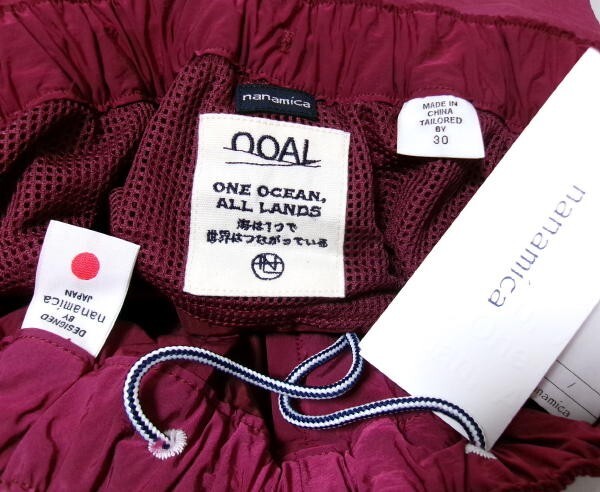 nanamica
OOAL
ONE OCEAN,
ALL LANDS
海は1つで
世界はつながっている
MADE IN
CHINA
TAILORED
BY
30
nanamica
DESIGNED
BY
nanamica
JAPAN
nanamica